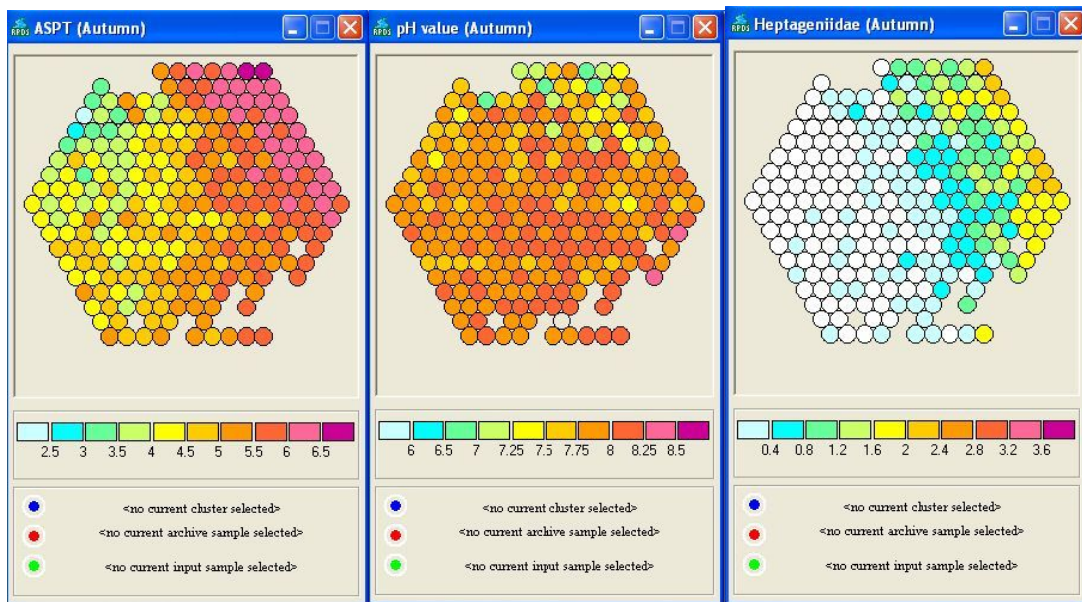 RPDS ASPT (Autumn)
2.5 3 3.5 4 4.5 5 5.5 6 6.5
<no current cluster selected>
<no current archive sample selected>
<no current input sample selected>
RPDS pH value (Autumn)
6 6.5 7 7.25 7.5 7.75 8 8.25 8.5
<no current cluster selected>
<no current archive sample selected>
<no current input sample selected>
RPDS Heptageniidae (Autumn)
0.4 0.8 1.2 1.6 2 2.4 2.8 3.2 3.6
<no current cluster selected>
<no current archive sample selected>
<no current input sample selected>